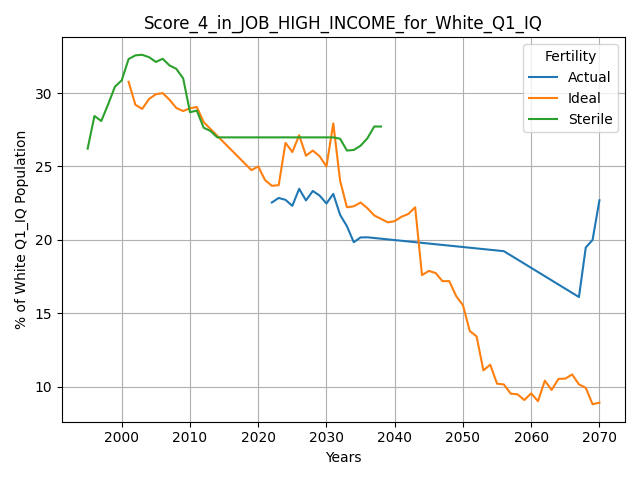 Score_4_in_JOB_HIGH_INCOME_for_White_Q1_IQ
% of White Q1_IQ Population
30
25
20
15
10
Fertility
Actual
Ideal
Sterile
2000 2010 2020 2030 2040 2050 2060 2070
Years